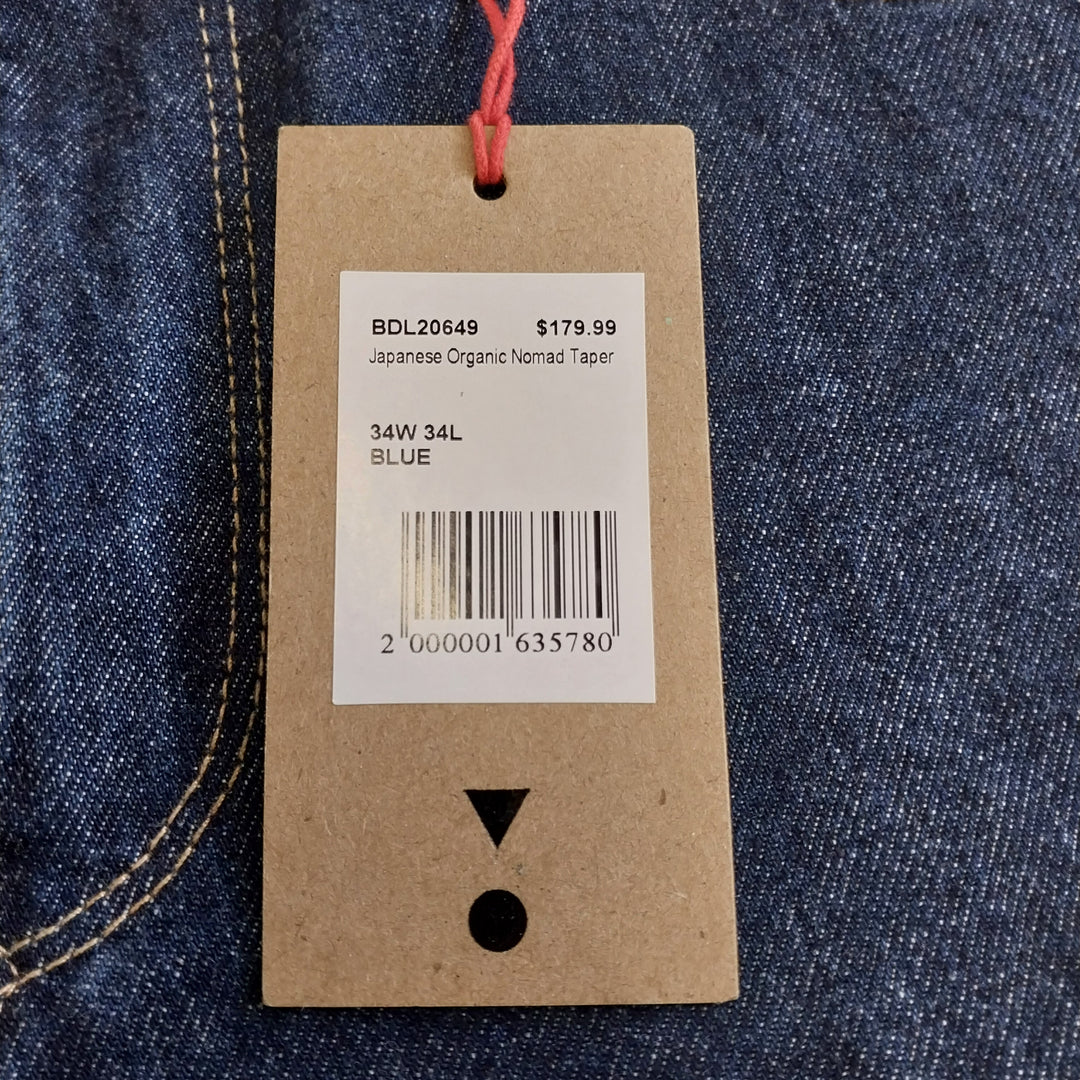 BDL20649 $179.99
Japanese Organic Nomad Taper
34W 34L
BLUE
2 000001 635780